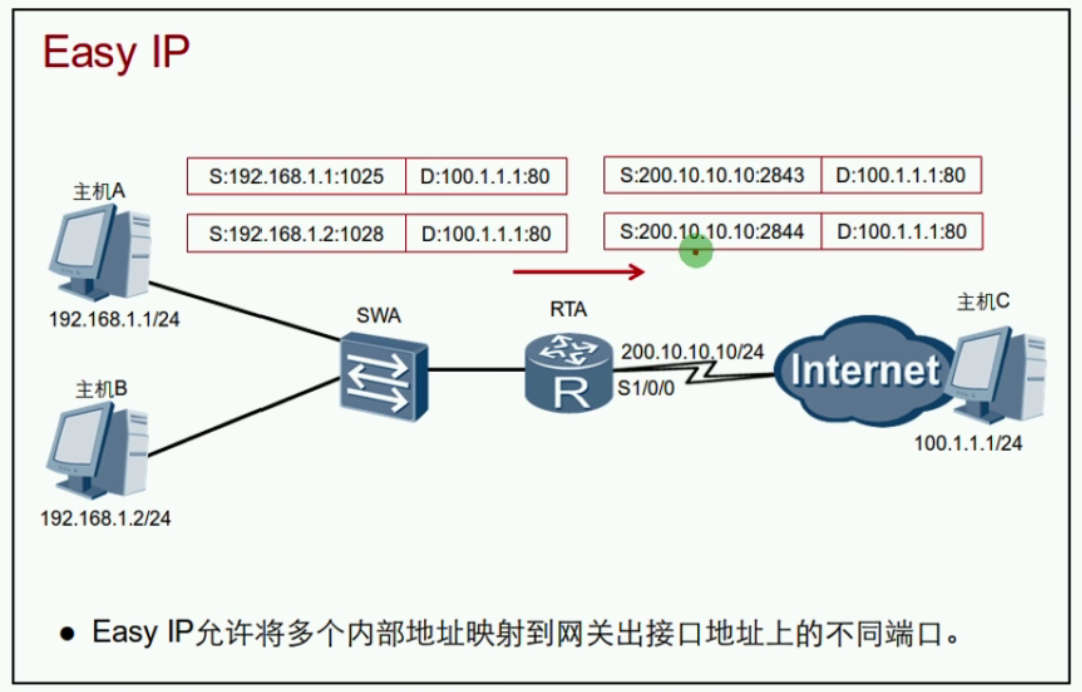 Easy IP
S:192.168.1.1:1025 D:100.1.1.1:80
S:200.10.10.10:2843 D:100.1.1.1:80
主机A
S:192.168.1.2:1028 D:100.1.1.1:80
S:200.10.10.10:2844 D:100.1.1.1:80
192.168.1.1/24
SWA
RTA
主机C
200.10.10.10/24
Internet
R
S1/0/0
主机B
100.1.1.1/24
192.168.1.2/24
● Easy IP允许将多个内部地址映射到网关出接口地址上的不同端口。